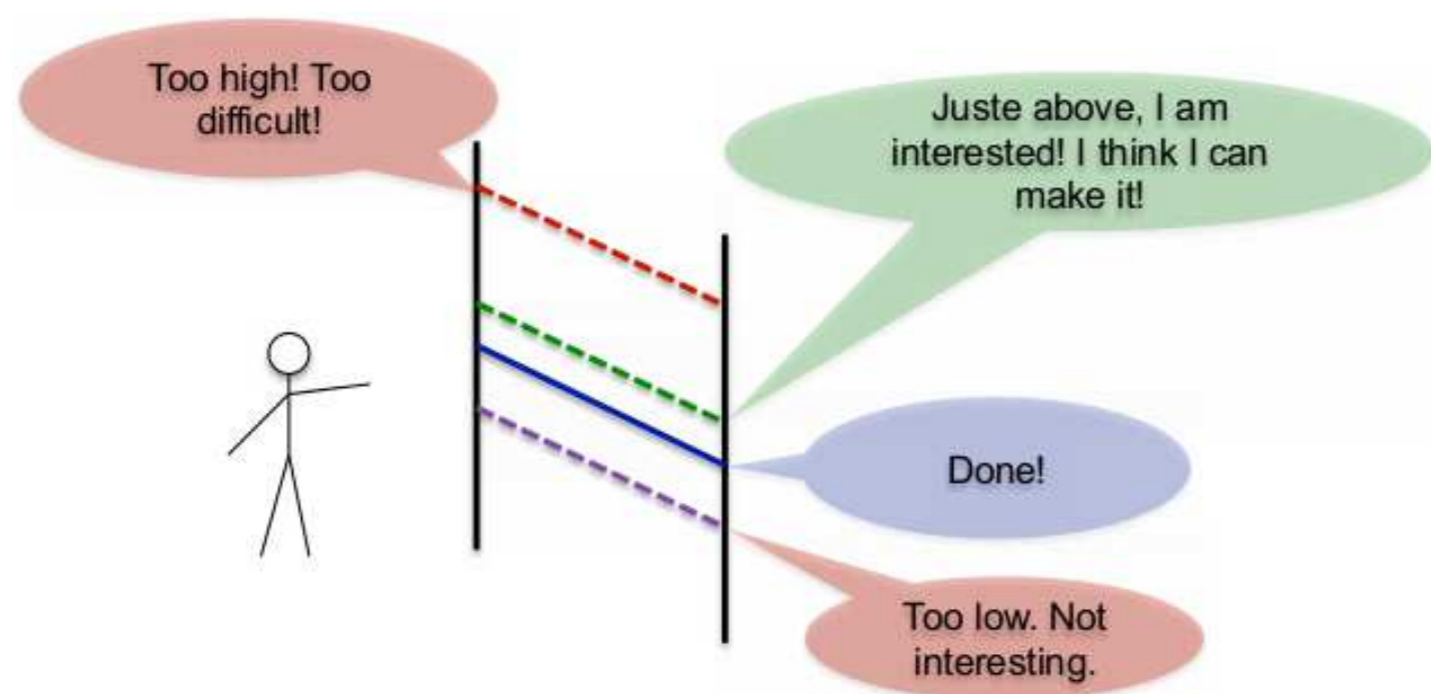 Too high! Too
difficult!
Juste above, I am
interested! I think I can
make it!
Done!
Too low. Not
interesting.